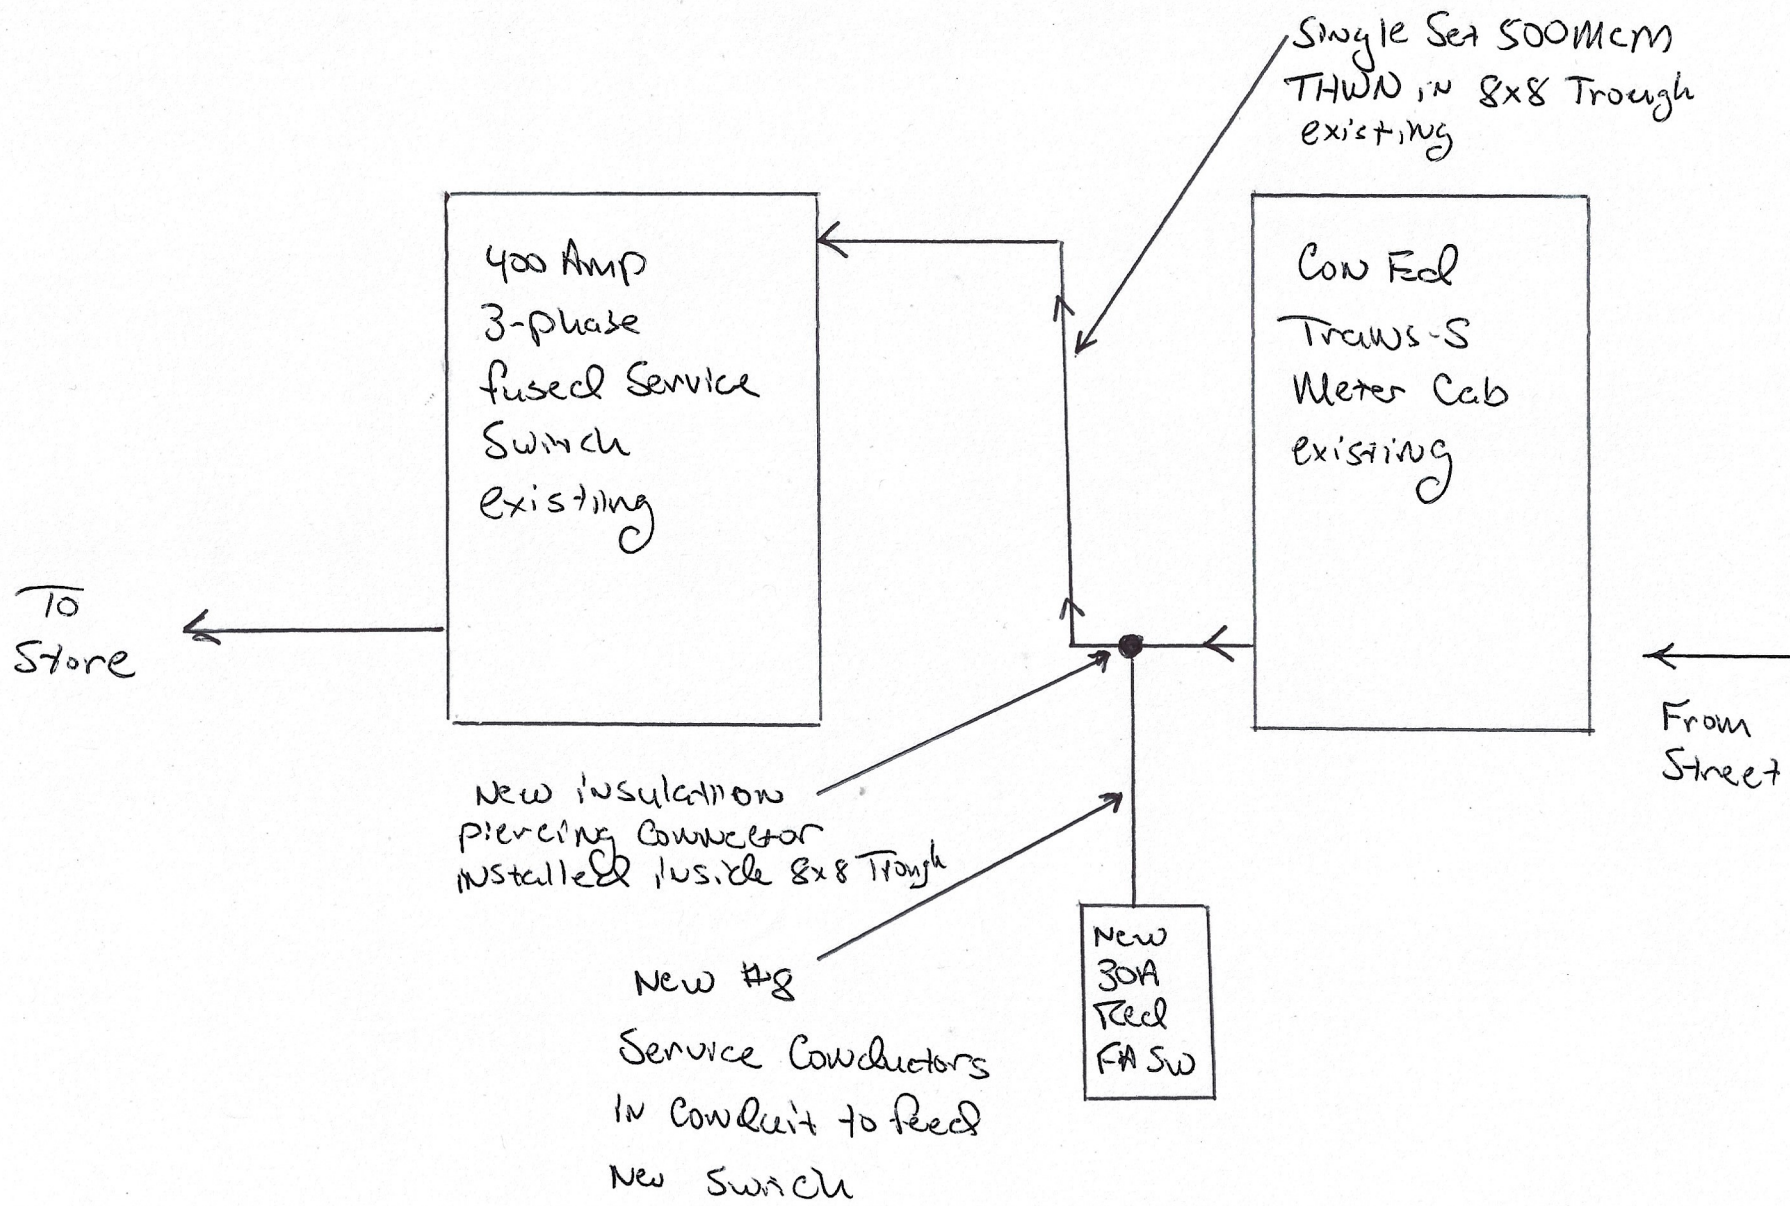 Single Set 500MCM
THWN in 8x8 Trough
existing
400 Amp
3-phase
fused Service
Switch
existing
Con Ed
Trans-S
Meter Cab
existing
To
Store
From
Street
New insulation
piercing Connector
installed inside 8x8 Trough
New #8
Service Conductors
in Conduit to feed
New Switch
New
30A
Red
FA SW